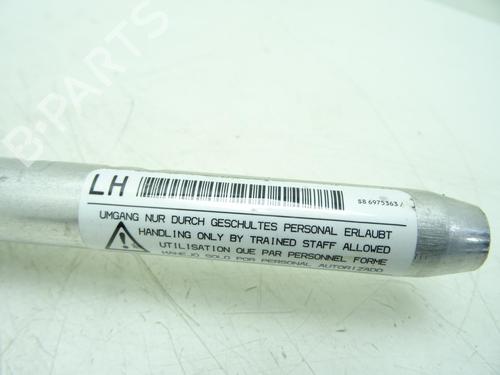 B-PARTS
LH
58 6975363 /
UMGANG NUR DURCH GESCHULTES PERSONAL ERLAUBT
HANDLING ONLY BY TRAINED STAFF ALLOWED
UTILISATION QUE PAR PERSONNEL FORME
MANEJO SOLO POR PERSONAL AUTORIZADO